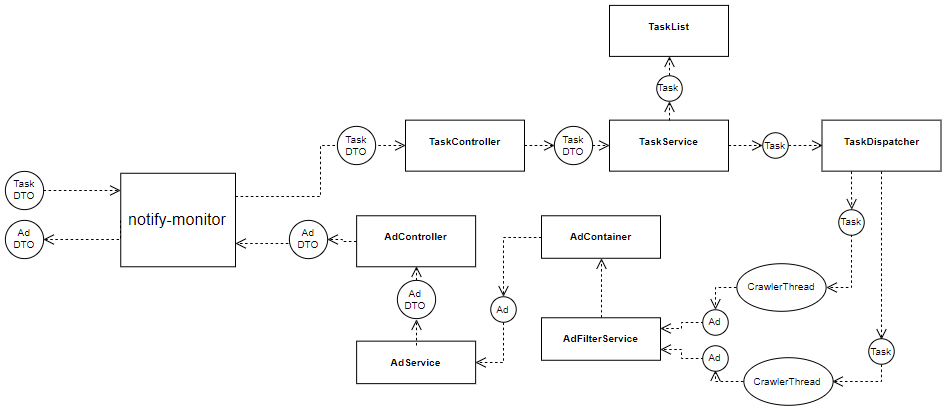 TaskList
Task
Task
DTO
TaskController
Task
DTO
TaskService
Task
TaskDispatcher
Task
DTO
notify-monitor
Ad
DTO
Ad
DTO
AdController
AdContainer
Task
CrawlerThread
Ad
DTO
Ad
Ad
AdFilterService
Ad
Task
AdService
CrawlerThread